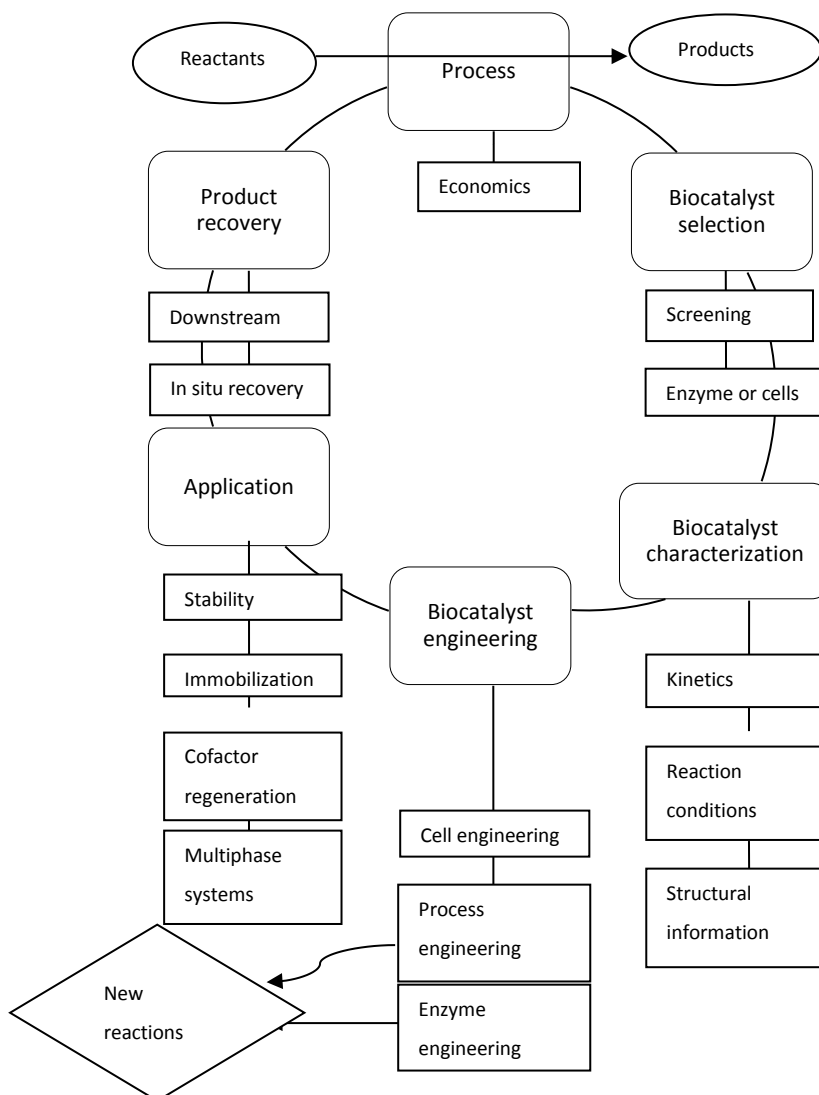 Reactants
Process
Products
Product
recovery
Economics
Biocatalyst
selection
Downstream
Screening
In situ recovery
Enzyme or cells
Application
Biocatalyst
characterization
Stability
Biocatalyst
engineering
Immobilization
Kinetics
Cofactor
regeneration
Reaction
conditions
Cell engineering
Multiphase
systems
Structural
information
Process
engineering
New
reactions
Enzyme
engineering